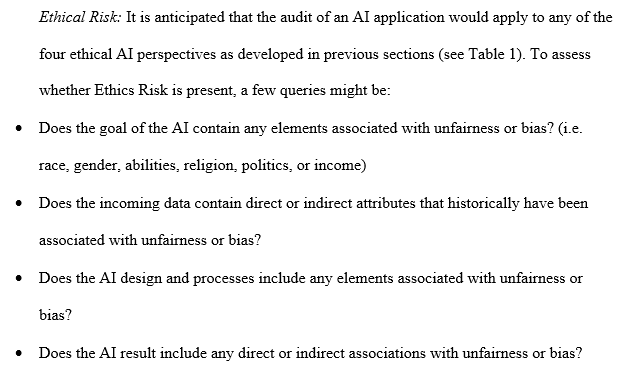 Ethical Risk: It is anticipated that the audit of an AI application would apply to any of the
four ethical AI perspectives as developed in previous sections (see Table 1). To assess
whether Ethics Risk is present, a few queries might be:
• Does the goal of the AI contain any elements associated with unfairness or bias? (i.e.
race, gender, abilities, religion, politics, or income)
• Does the incoming data contain direct or indirect attributes that historically have been
associated with unfairness or bias?
• Does the AI design and processes include any elements associated with unfairness or
bias?
• Does the AI result include any direct or indirect associations with unfairness or bias?